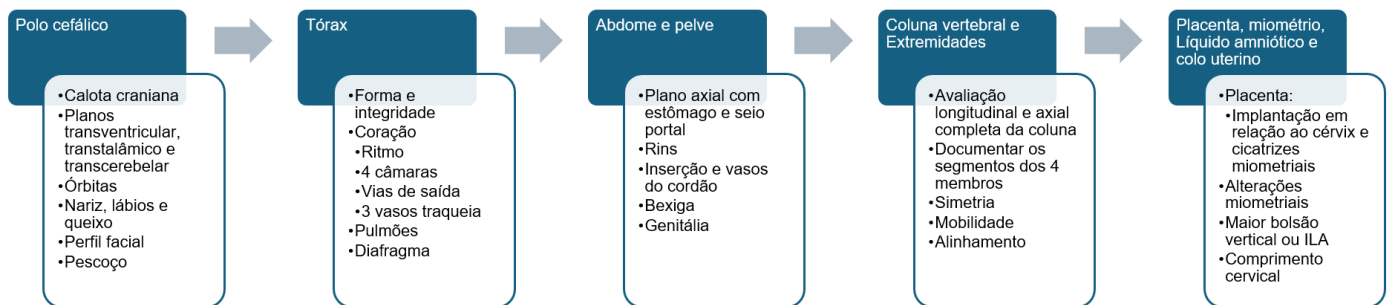 Polo cefálico
•Calota craniana
•Planos
transventricular,
transtalâmico e
transcerebelar
•Órbitas
•Nariz, lábios e
queixo
•Perfil facial
•Pescoço
Tórax
•Forma e
integridade
•Coração
•Ritmo
•4 câmaras
•Vias de saída
•3 vasos traqueia
•Pulmões
•Diafragma
Abdome e pelve
•Plano axial com
estômago e seio
portal
•Rins
•Inserção e vasos
do cordão
•Bexiga
•Genitália
Coluna vertebral e
Extremidades
•Avaliação
longitudinal e axial
completa da coluna
•Documentar os
segmentos dos 4
membros
•Simetria
•Mobilidade
•Alinhamento
Placenta, miométrio,
Líquido amniótico e
colo uterino
•Placenta:
•Implantação em
relação ao cérvix e
cicatrizes
miometriais
•Alterações
miometriais
•Maior bolsão
vertical ou ILA
•Comprimento
cervical